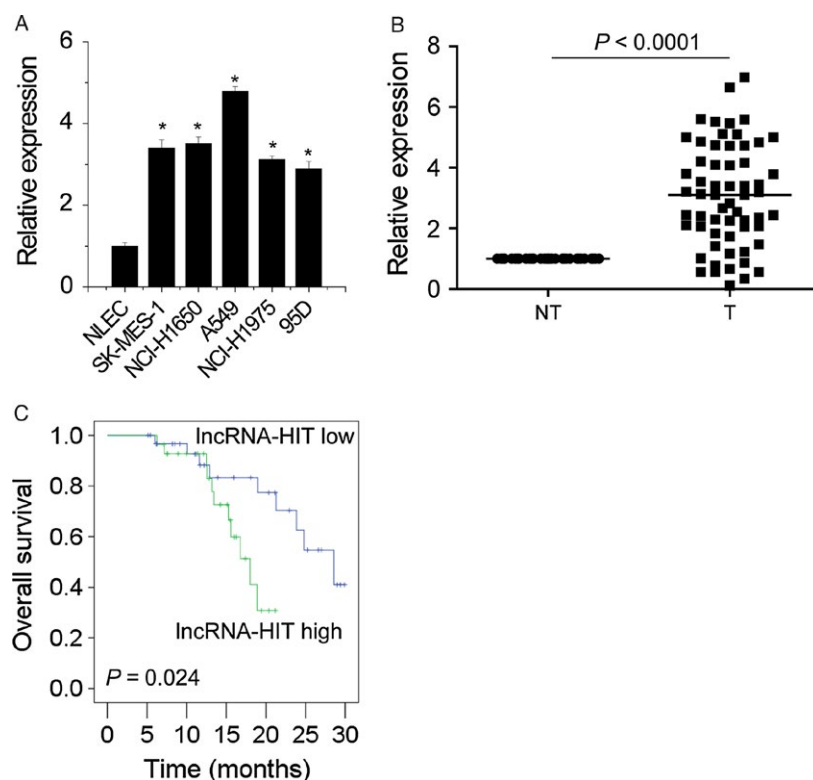 A
Relative expression
6
4
2
0
*
*
*
*
*
NLEC
SK-MES-1
NCI-H1650
A549
NCI-H1975
95D
B
Relative expression
8
6
4
2
0
P < 0.0001
NT
T
C
Overall survival
1.0
0.8
0.6
0.4
0.2
0.0
lncRNA-HIT low
lncRNA-HIT high
P = 0.024
0 5 10 15 20 25 30
Time (months)